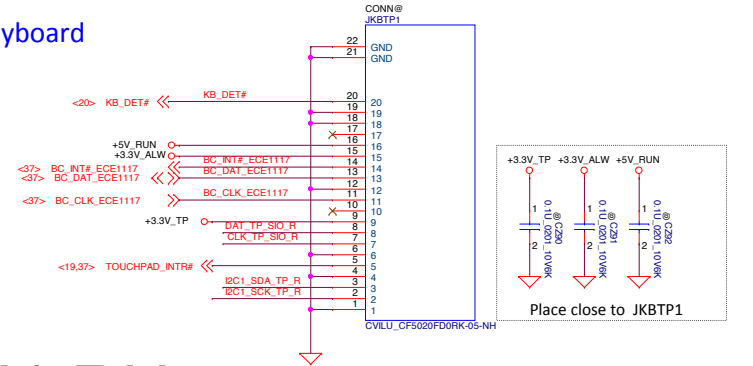 CONN@
JKBTP1
yboard
22
GND
21
GND
<20> KB_DET# KB_DET# 20 20
19 19
18 18
17 17
+5V_RUN 16 16
+3.3V_ALW 15 15
<37> BC_INT#_ECE1117 BC_INT#_ECE1117 14 14
<37> BC_DAT_ECE1117 BC_DAT_ECE1117 13 13
12 12
<37> BC_CLK_ECE1117 BC_CLK_ECE1117 11 11
10 10
+3.3V_TP 9 9
DAT_TP_SIO_R 8 8
CLK_TP_SIO_R 7 7
6 6
<19,37> TOUCHPAD_INTR# 5 5
4 4
I2C1_SDA_TP_R 3 3
I2C1_SCK_TP_R 2 2
1 1
CVILU_CF5020FD0RK-05-NH
+3.3V_TP +3.3V_ALW +5V_RUN
1 1 1
@ CZ90
0.1U_0201_10V6K
@ CZ91
0.1U_0201_10V6K
@ CZ92
0.1U_0201_10V6K
2 2 2
Place close to JKBTP1